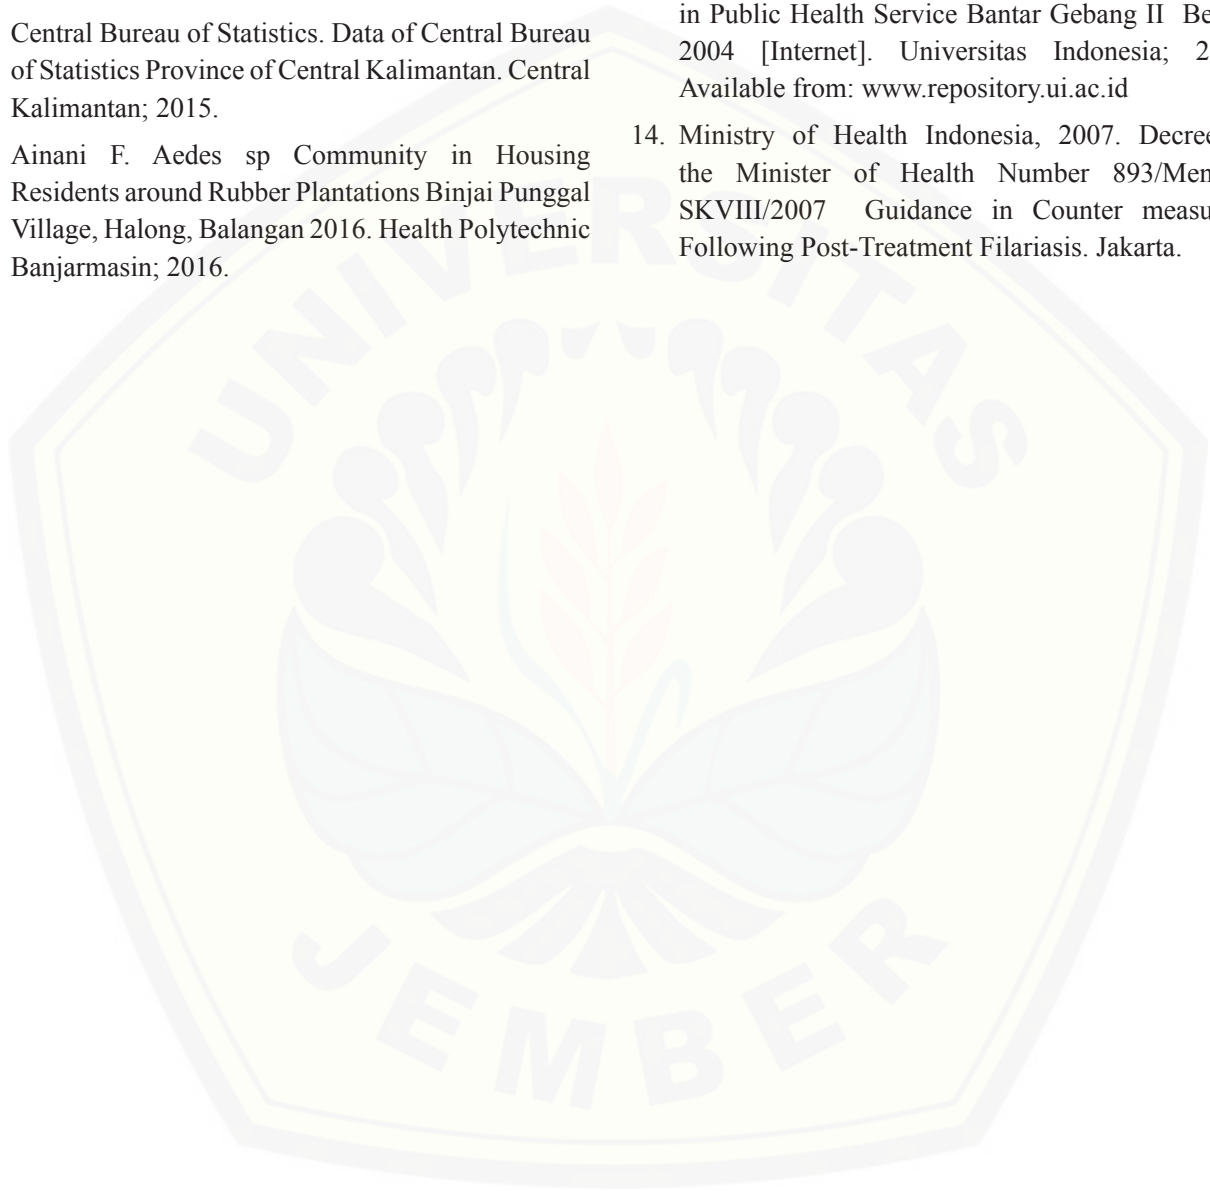 Central Bureau of Statistics. Data of Central Bureau
of Statistics Province of Central Kalimantan. Central
Kalimantan; 2015.
Ainani F. Aedes sp Community in Housing
Residents around Rubber Plantations Binjai Punggal
Village, Halong, Balangan 2016. Health Polytechnic
Banjarmasin; 2016.
in Public Health Service Bantar Gebang II
2004 [Internet]. Universitas Indonesia;
Available from: www.repository.ui.ac.id
14. Ministry of Health Indonesia, 2007. Decree
the Minister of Health Number
SKVIII/2007 Guidance in Counter
Following Post-Treatment Filariasis. Jakarta.
UNIVERSITAS
JEMBER